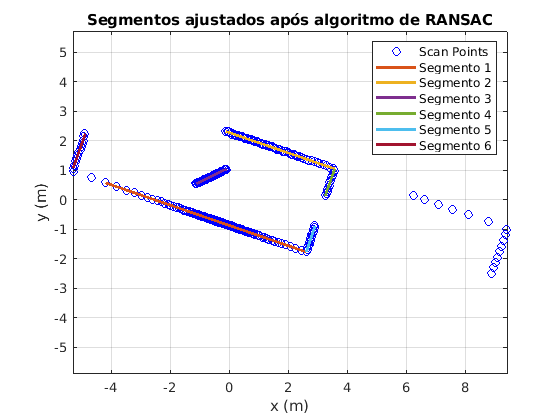 Segmentos ajustados após algoritmo de RANSAC
Scan Points
Segmento 1
Segmento 2
Segmento 3
Segmento 4
Segmento 5
Segmento 6
5
4
3
2
1
0
-1
-2
-3
-4
-5
y (m)
-4 -2 0 2 4 6 8
x (m)